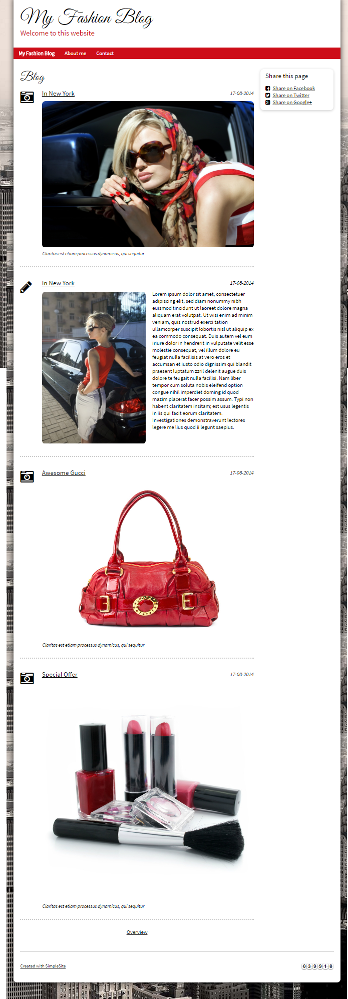 My Fashion Blog
Welcome to this website
My Fashion Blog About me Contact
Blog
In New York 17-08-2014
Claritas est etiam processus dynamicus, qui sequitur
In New York 17-08-2014
Lorem ipsum dolor sit amet, consectetuer
adipiscing elit, sed diam nonummy nibh
euismod tincidunt ut laoreet dolore magna
aliquam erat volutpat. Ut wisi enim ad minim
veniam, quis nostrud exerci tation
ullamcorper suscipit lobortis nisl ut aliquip ex
ea commodo consequat. Duis autem vel eum
iriure dolor in hendrerit in vulputate velit esse
molestie consequat, vel illum dolore eu
feugiat nulla facilisis at vero eros et
accumsan et iusto odio dignissim qui blandit
praesent luptatum zzril delenit augue duis
dolore te feugait nulla facilisi. Nam liber
tempor cum soluta nobis eleifend option
congue nihil imperdiet doming id quod
mazim placerat facer possim assum. Typi non
habent claritatem insitam; est usus legentis
in iis qui facit eorum claritatem.
Investigationes demonstraverunt lectores
legere me lius quod ii legunt saepius.
Awesome Gucci 17-08-2014
Claritas est etiam processus dynamicus, qui sequitur
Special Offer 17-08-2014
Claritas est etiam processus dynamicus, qui sequitur
Overview
Share this page
Share on Facebook
Share on Twitter
Share on Google+
Created with SimpleSite 039918